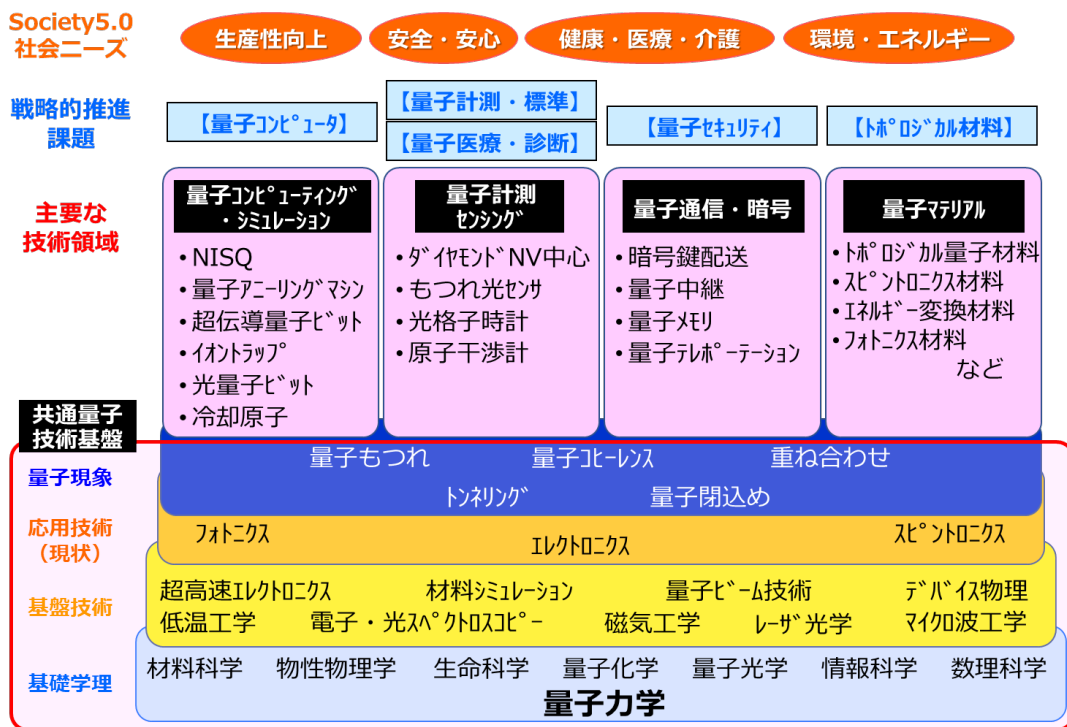 Society5.0
社会ニーズ
生産性向上
安全・安心
健康・医療・介護
環境・エネルギー
戦略的推進
課題
【量子ｺﾝﾋﾟｭｰﾀ】
【量子計測・標準】
【量子医療・診断】
【量子ｾｷｭﾘﾃｨ】
【ﾄﾎﾟﾛｼﾞｶﾙ材料】
主要な
技術領域
量子ｺﾝﾋﾟｭｰﾃｨﾝｸﾞ
・ｼﾐｭﾚｰｼｮﾝ
・NISQ
・量子ｱﾆｰﾘﾝｸﾞﾏｼﾝ
・超伝導量子ﾋﾞｯﾄ
・ｲｵﾝﾄﾗｯﾌﾟ
・光量子ﾋﾞｯﾄ
・冷却原子
量子計測
ｾﾝｼﾝｸﾞ
・ﾀﾞｲﾔﾓﾝﾄﾞNV中心
・もつれ光ｾﾝｻ
・光格子時計
・原子干渉計
量子通信・暗号
・暗号鍵配送
・量子中継
・量子ﾒﾓﾘ
・量子ﾃﾚﾎﾟｰﾃｰｼｮﾝ
量子ﾏﾃﾘｱﾙ
・ﾄﾎﾟﾛｼﾞｶﾙ量子材料
・ｽﾋﾟﾝﾄﾛﾆｸｽ材料
・ｴﾈﾙｷﾞｰ変換材料
・ﾌｫﾄﾆｸｽ材料
など
共通量子
技術基盤
量子現象
量子もつれ 量子ｺﾋｰﾚﾝｽ 重ね合わせ
ﾄﾝﾈﾘﾝｸﾞ 量子閉込め
応用技術
（現状）
ﾌｫﾄﾆｸｽ ｴﾚｸﾄﾛﾆｸｽ ｽﾋﾟﾝﾄﾛﾆｸｽ
基盤技術
超高速ｴﾚｸﾄﾛﾆｸｽ 材料ｼﾐｭﾚｰｼｮﾝ 量子ﾋﾞｰﾑ技術 ﾃﾞﾊﾞｲｽ物理
低温工学 電子・光ｽﾍﾟｸﾄﾛｽｺﾋﾟｰ 磁気工学 ﾚｰｻﾞ光学 ﾏｲｸﾛ波工学
基礎学理
材料科学 物性物理学 生命科学 量子化学 量子光学 情報科学 数理科学
量子力学